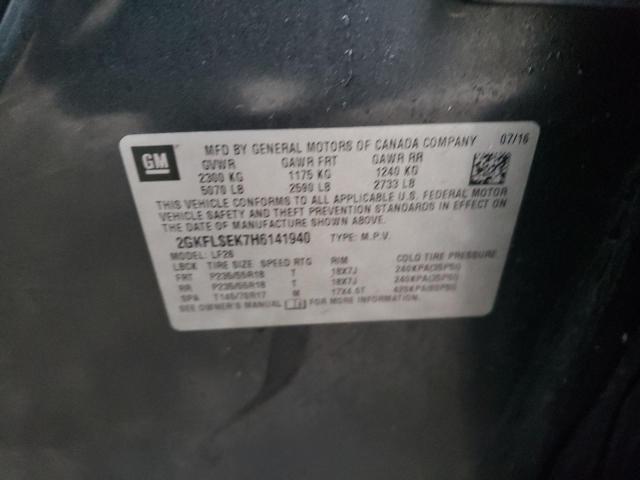 GM
MFD BY GENERAL MOTORS OF CANADA COMPANY 07/16
GVWR GAWR FRT GAWR RR
2300 KG 1175 KG 1240 KG
5070 LB 2590 LB 2733 LB
THIS VEHICLE CONFORMS TO ALL APPLICABLE U.S. FEDERAL MOTOR
VEHICLE SAFETY AND THEFT PREVENTION STANDARDS IN EFFECT ON
THE DATE OF MANUFACTURE SHOWN ABOVE.
2GKFLSEK7H6141940 TYPE: M.P.V.
MODEL: LF26
LBCK TIRE SIZE SPEED RTG RIM COLD TIRE PRESSURE
FRT P235/55R18 T 18X7J 240KPA(35PSI)
RR P235/55R18 T 18X7J 240KPA(35PSI)
SPA T145/70R17 M 17X4.5T 420KPA(60PSI)
SEE OWNER'S MANUAL FOR MORE INFORMATION.